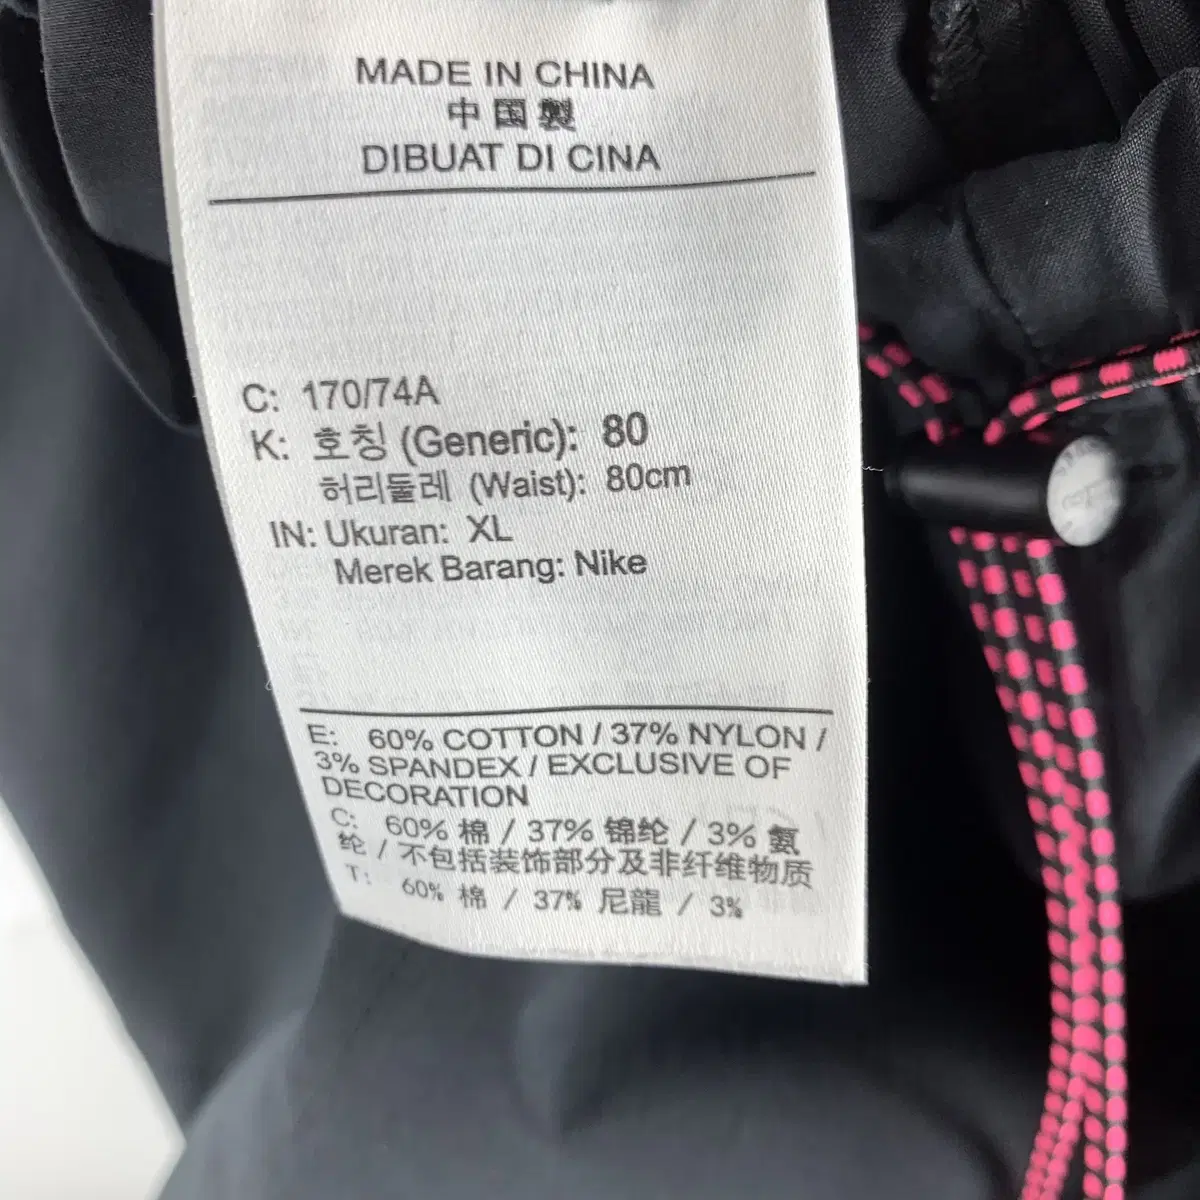 MADE IN CHINA
中国製
DIBUAT DI CINA
C: 170/74A
K: 호칭 (Generic): 80
허리둘레 (Waist): 80cm
IN: Ukuran: XL
Merek Barang: Nike
E: 60% COTTON / 37% NYLON /
3% SPANDEX / EXCLUSIVE OF
DECORATION
C: 60% 棉 / 37% 锦纶 / 3% 氨
纶 / 不包括装饰部分及非纤维物质
T: 60% 棉 / 37% 尼龍 / 3%